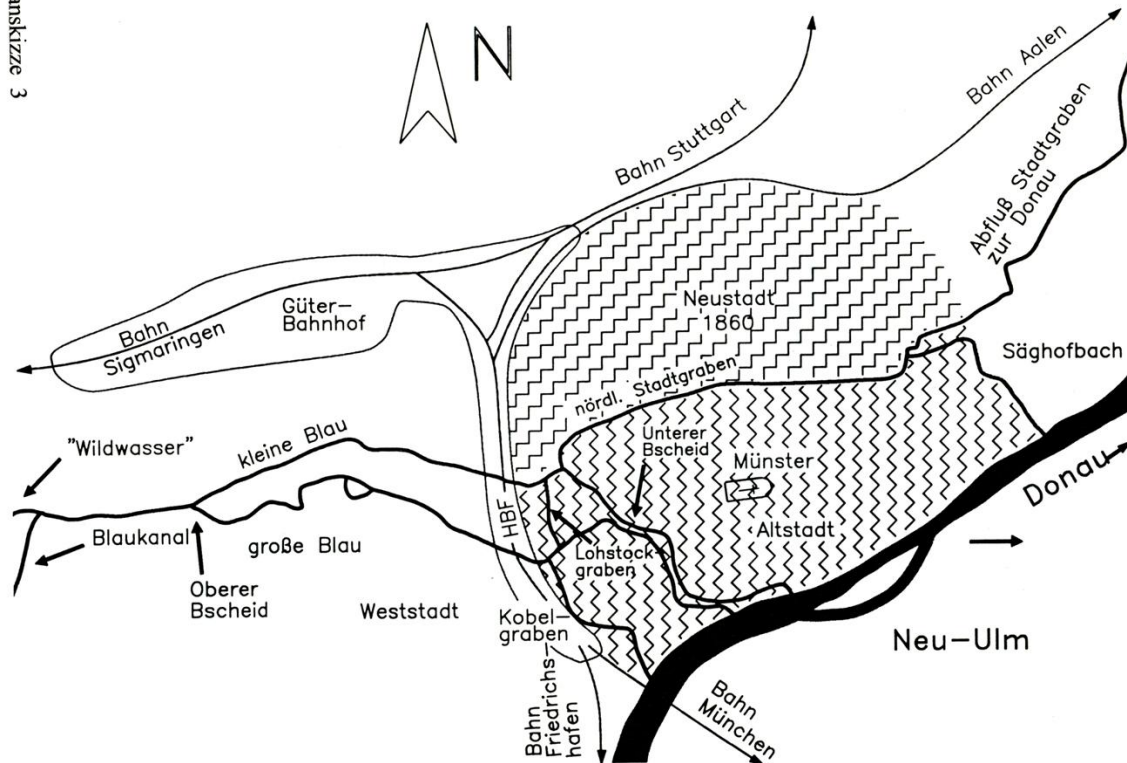 anskizze 3
N
Bahn Stuttgart
Bahn Aalen
Abfluß Stadtgraben
zur Donau
Neustadt
1860
Güter-
Bahnhof
Bahn
Sigmaringen
Säghofbach
nördl. Stadtgraben
"Wildwasser"
kleine Blau
Unterer
Bscheid
Münster
Donau
HBF
Altstadt
Blaukanal
große Blau
Lohstock-
graben
Oberer
Bscheid
Weststadt
Kobel-
graben
Neu-Ulm
Bahn
Friedrichs-
hafen
Bahn
München